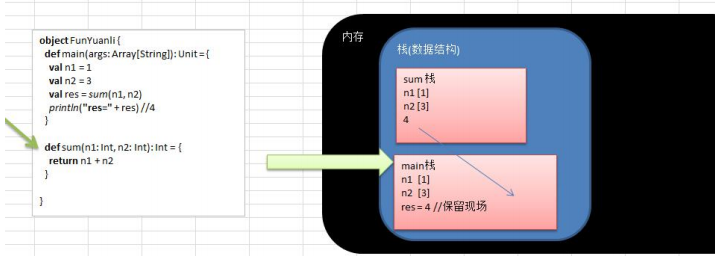 object FunYuanli {
def main(args: Array[String]): Unit = {
val n1 = 1
val n2 = 3
val res = sum(n1, n2)
println("res=" + res) //4
}
def sum(n1: Int, n2: Int): Int = {
return n1 + n2
}
}
内存
栈(数据结构)
sum 栈
n1 [1]
n2 [3]
4
main栈
n1 [1]
n2 [3]
res = 4 //保留现场